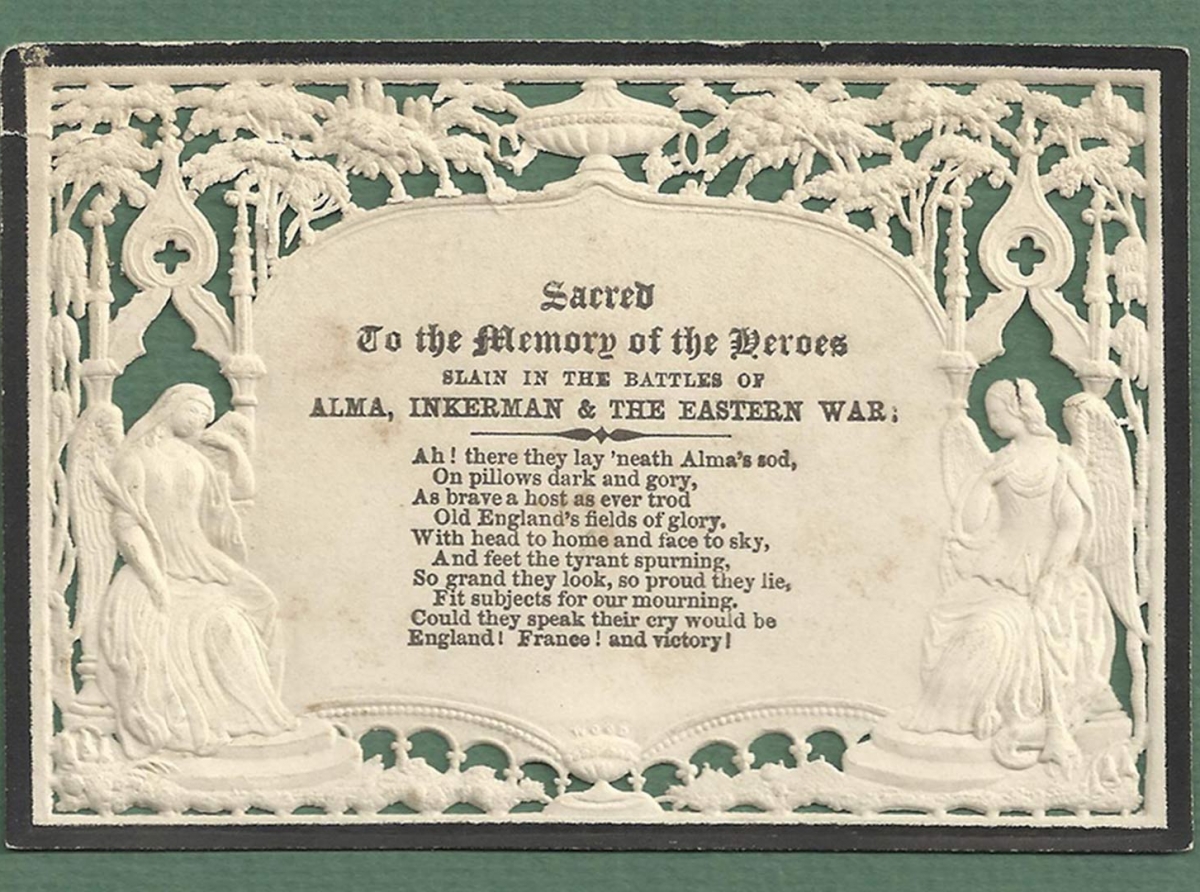 Sacred
To the Memory of the Heroes
SLAIN IN THE BATTLES OF
ALMA, INKERMAN & THE EASTERN WAR;
Ah! there they lay 'neath Alma's sod,
On pillows dark and gory,
As brave a host as ever trod
Old England's fields of glory.
With head to home and face to sky,
And feet the tyrant spurning,
So grand they look, so proud they lie,
Fit subjects for our mourning.
Could they speak their cry would be
England! France! and victory!
WOOD